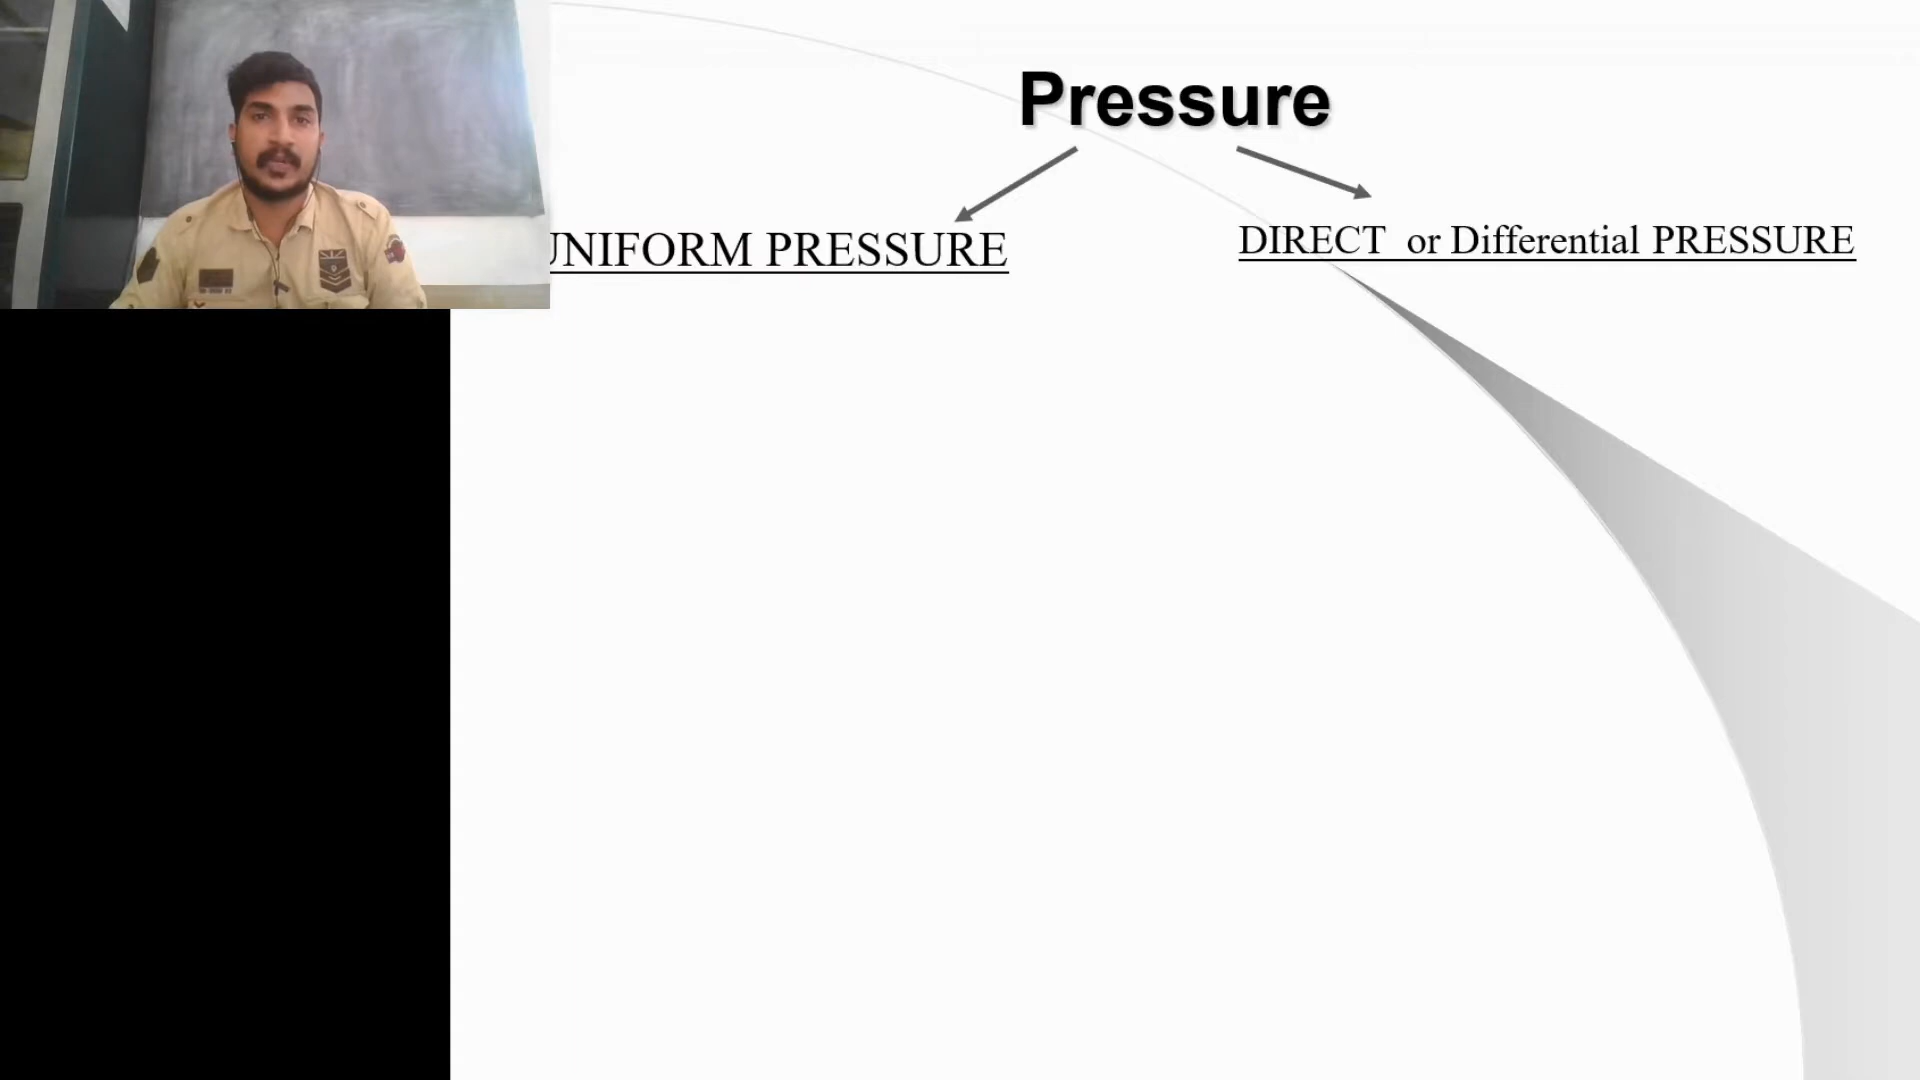 Pressure
UNIFORM PRESSURE
DIRECT or Differential PRESSURE